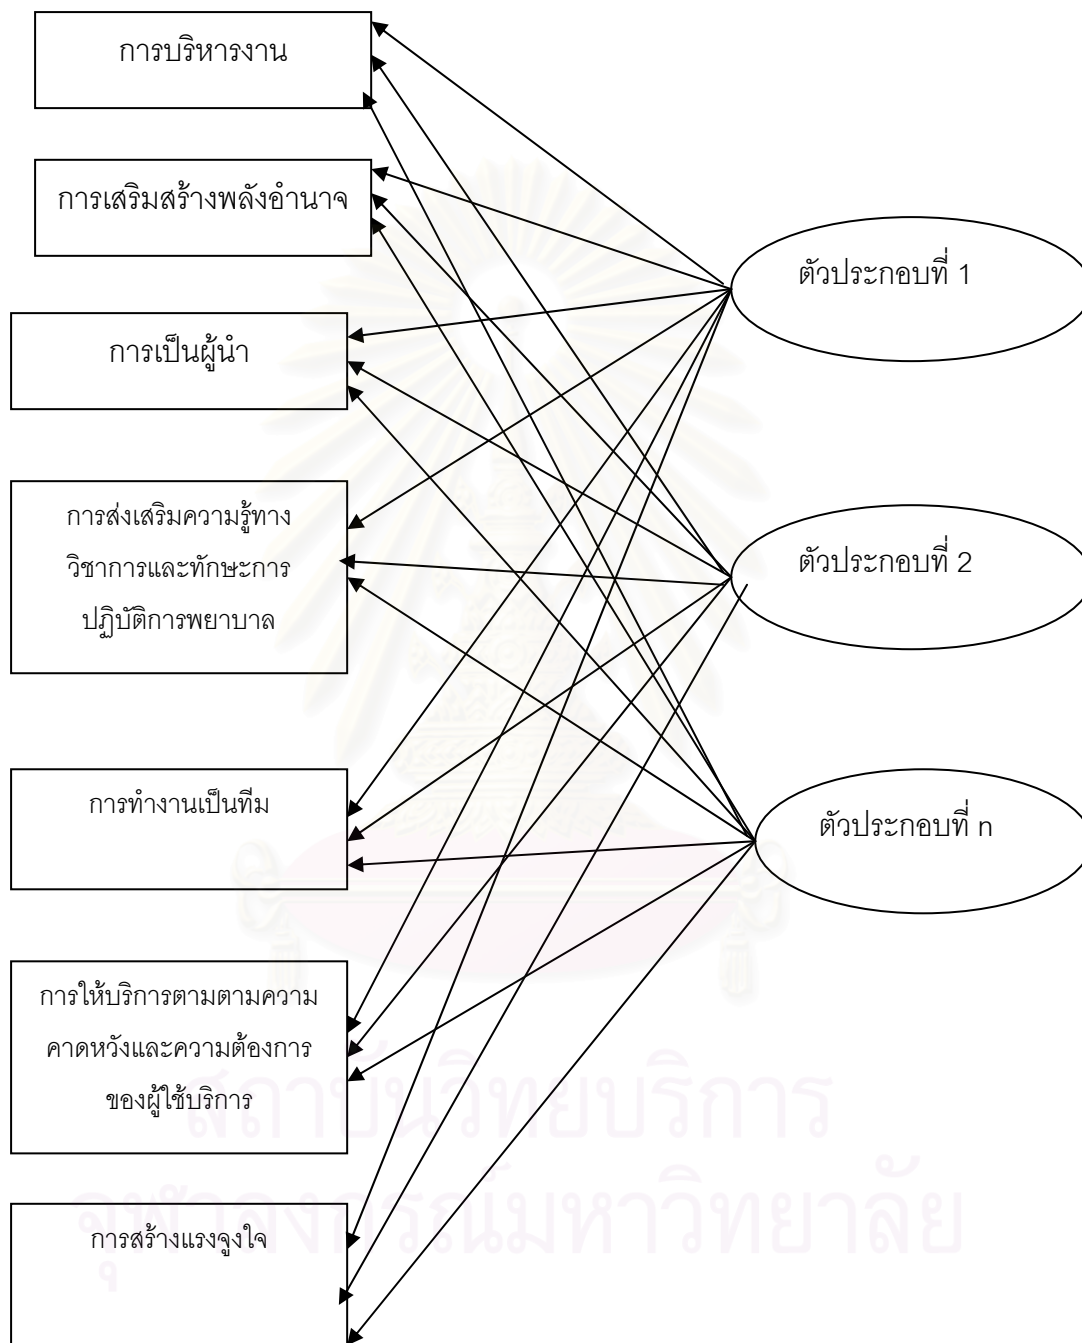 การบริหารงาน
การเสริมสร้างพลังอำนาจ
ตัวประกอบที่ 1
การเป็นผู้นำ
การส่งเสริมความรู้ทาง
วิชาการและทักษะการ
ปฏิบัติการพยาบาล
ตัวประกอบที่ 2
การทำงานเป็นทีม
ตัวประกอบที่ n
การให้บริการตามตามความ
คาดหวังและความต้องการ
ของผู้ใช้บริการ
สถาบันวิทยบริการ
จุฬาลงกรณ์มหาวิทยาลัย
การสร้างแรงจูงใจ